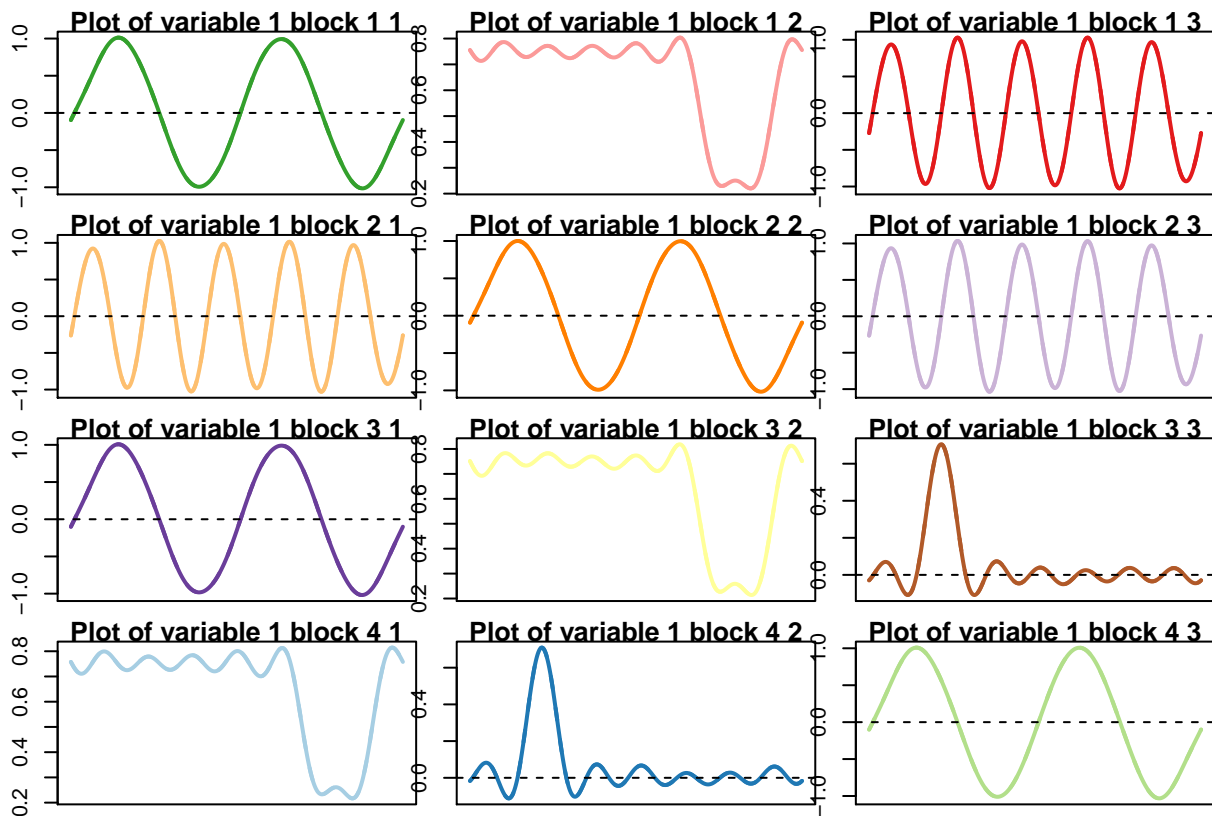 Plot of variable 1 block 1 1
Plot of variable 1 block 1 2
Plot of variable 1 block 1 3
−1.0 0.0 1.0
0.2 0.4 0.6 0.8
−1.0 0.0 1.0
Plot of variable 1 block 2 1
Plot of variable 1 block 2 2
Plot of variable 1 block 2 3
−1.0 0.0 1.0
−1.0 0.0 1.0
−1.0 0.0 1.0
Plot of variable 1 block 3 1
Plot of variable 1 block 3 2
Plot of variable 1 block 3 3
−1.0 0.0 1.0
0.2 0.4 0.6 0.8
0.0 0.4
Plot of variable 1 block 4 1
Plot of variable 1 block 4 2
Plot of variable 1 block 4 3
0.2 0.4 0.6 0.8
0.0 0.4
−1.0 0.0 1.0